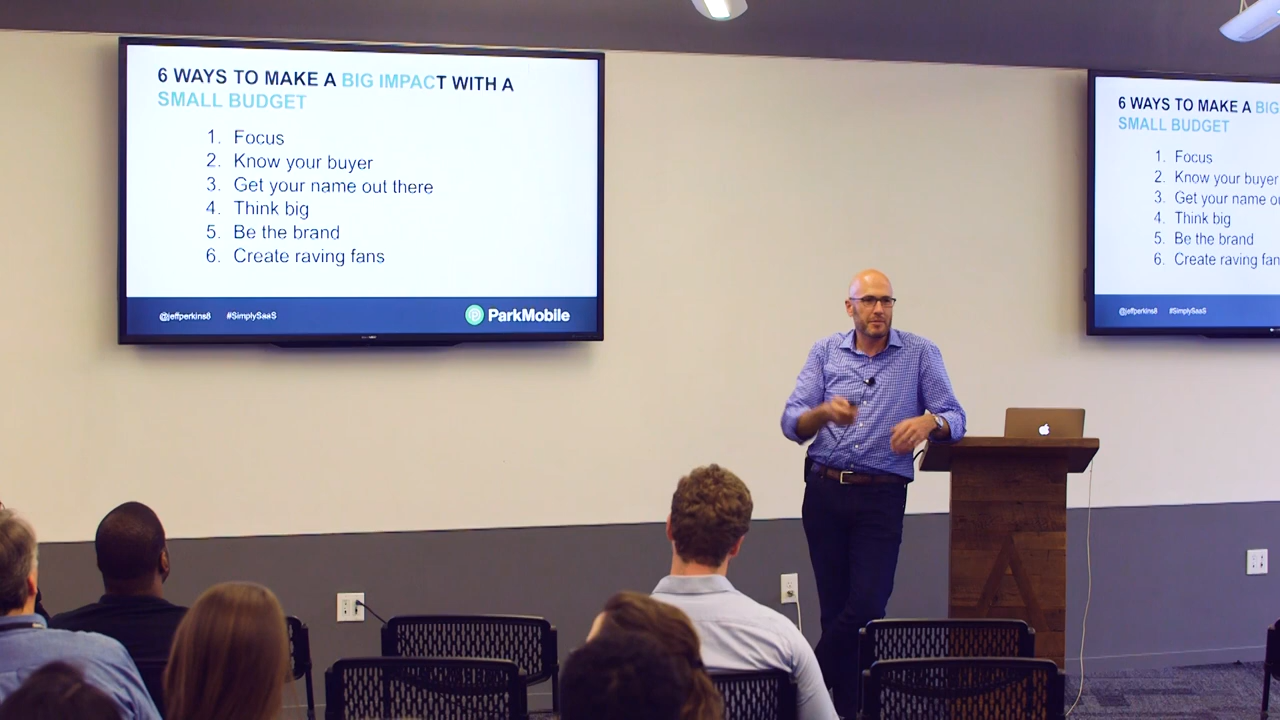 6 WAYS TO MAKE A BIG IMPACT WITH A
SMALL BUDGET
1. Focus
2. Know your buyer
3. Get your name out there
4. Think big
5. Be the brand
6. Create raving fans
@jeffperkins8 #SimplySaaS
ParkMobile
6 WAYS TO MAKE A BIG
SMALL BUDGET
1. Focus
2. Know your buyer
3. Get your name ou
4. Think big
5. Be the brand
6. Create raving fan
@jeffperkins8 #SimplySaaS